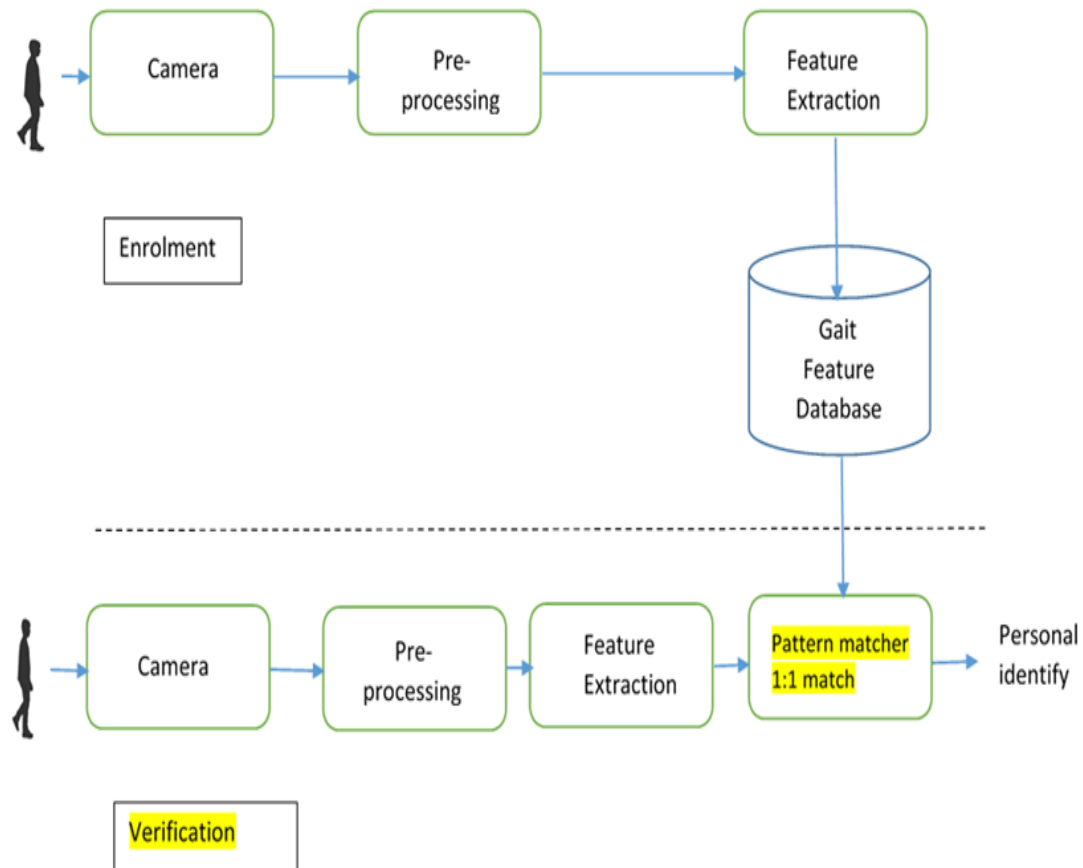 Camera
Pre-
processing
Feature
Extraction
Enrolment
Gait
Feature
Database
Camera
Pre-
processing
Feature
Extraction
Pattern matcher
1:1 match
Personal
identify
Verification